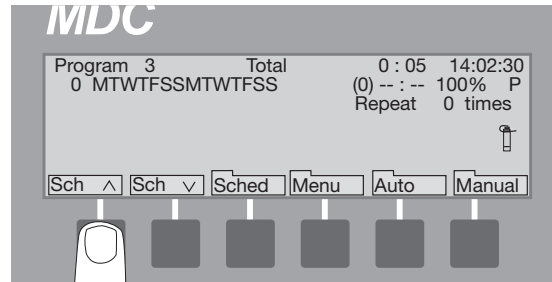 MDC
Program 3 Total 0 : 05 14:02:30
0 MTWTFSSMTWTFSS (0) -- : -- 100% P
Repeat 0 times
Sch ∧ Sch ∨ Sched Menu Auto Manual